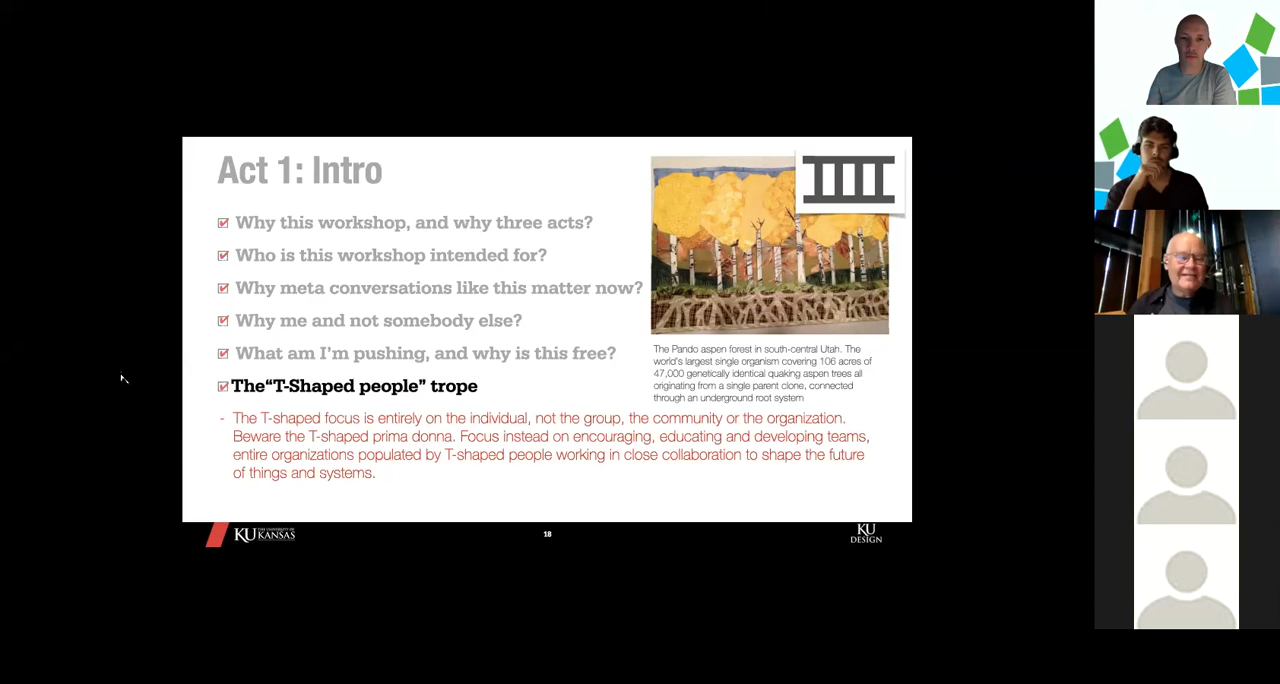 Act 1: Intro
Why this workshop, and why three acts?
Who is this workshop intended for?
Why meta conversations like this matter now?
Why me and not somebody else?
What am I'm pushing, and why is this free?
The“T-Shaped people” trope
- The T-shaped focus is entirely on the individual, not the group, the community or the organization.
Beware the T-shaped prima donna. Focus instead on encouraging, educating and developing teams,
entire organizations populated by T-shaped people working in close collaboration to shape the future
of things and systems.
The Pando aspen forest in south-central Utah. The
world's largest single organism covering 106 acres of
47,000 genetically identical quaking aspen trees all
originating from a single parent clone, connected
through an underground root system
KU THE UNIVERSITY OF
KANSAS
18
KU
DESIGN